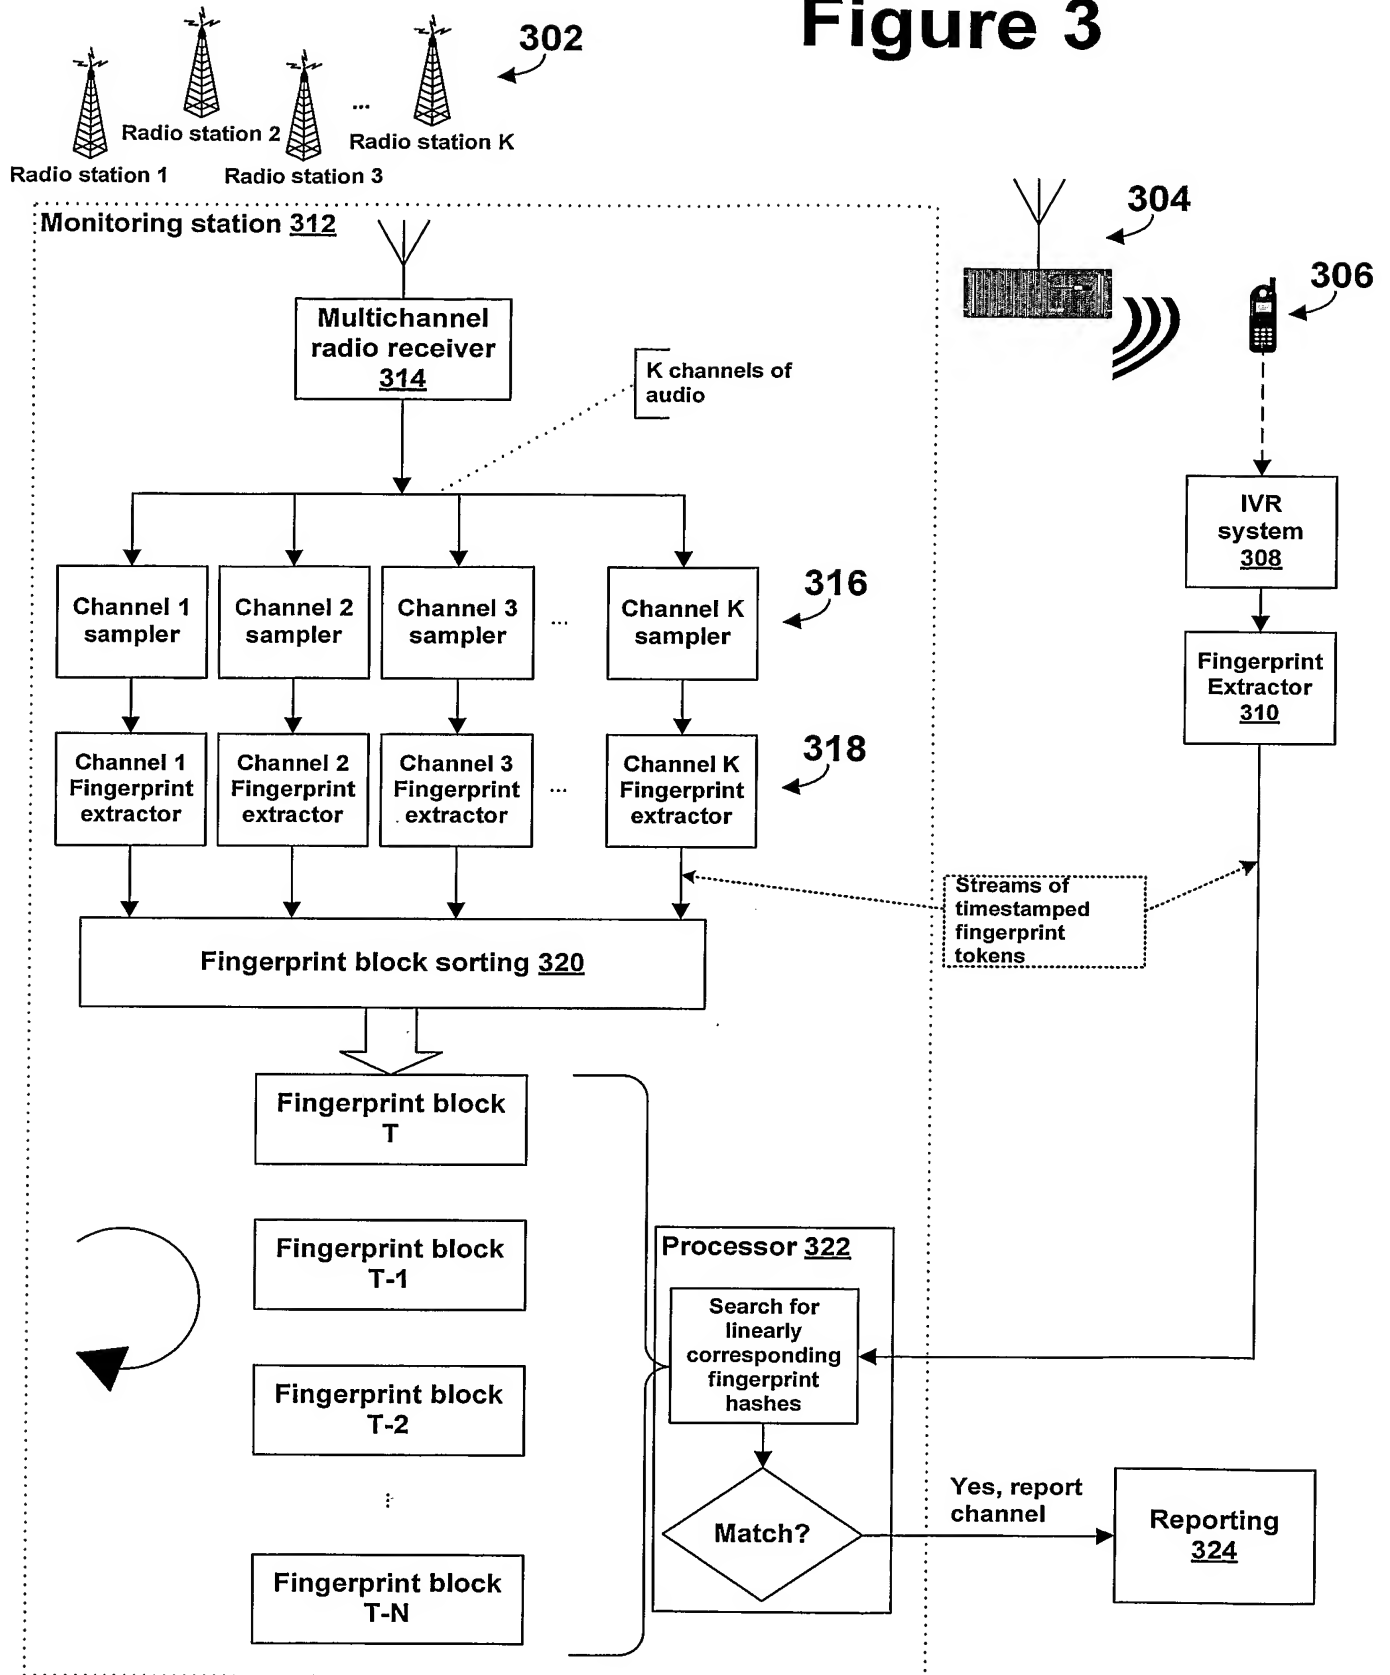 Figure 3
302
Radio station 2
Radio station K
Radio station 1
Radio station 3
...
304
306
Monitoring station 312
Multichannel
radio receiver
314
K channels of
audio
IVR
system
308
Channel 1
sampler
Channel 2
sampler
Channel 3
sampler
...
Channel K
sampler
316
Fingerprint
Extractor
310
Channel 1
Fingerprint
extractor
Channel 2
Fingerprint
extractor
Channel 3
Fingerprint
extractor
...
Channel K
Fingerprint
extractor
318
Streams of
timestamped
fingerprint
tokens
Fingerprint block sorting 320
Fingerprint block
T
Fingerprint block
T-1
Processor 322
Search for
linearly
corresponding
fingerprint
hashes
Fingerprint block
T-2
...
Match?
Yes, report
channel
Reporting
324
Fingerprint block
T-N